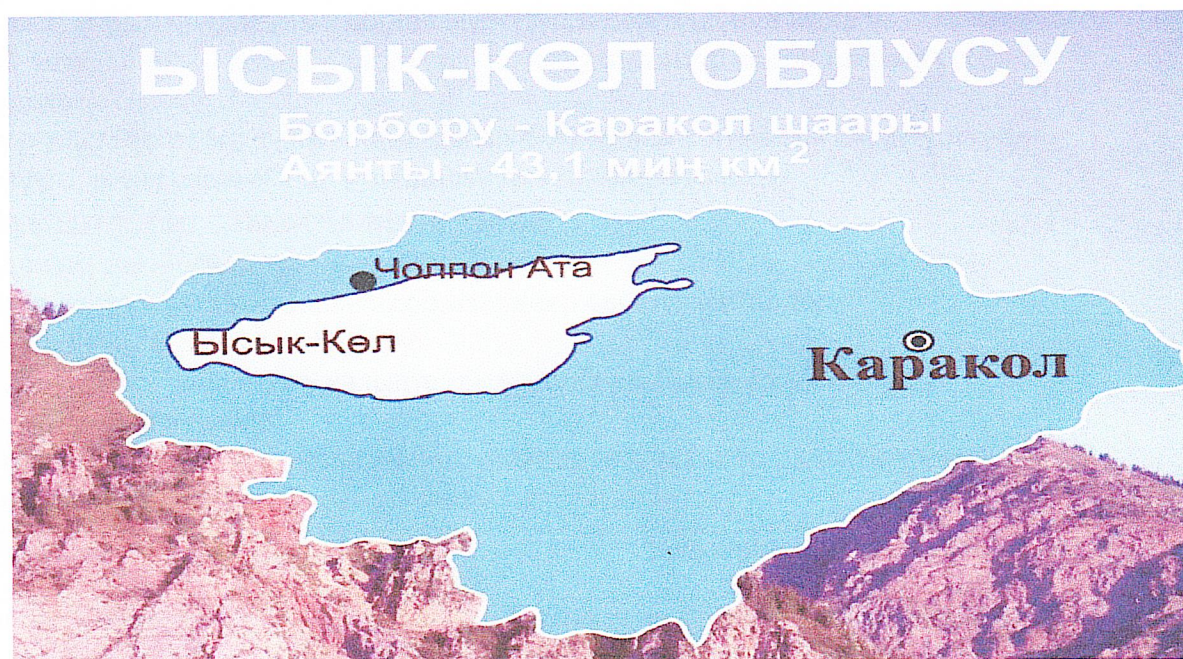 ЫСЫК-КӨЛ ОБЛУСУ
Борбору - Каракол шаары
Аянты - 43,1 миң км²
Чолпон Ата
Ысык-Көл
Каракол